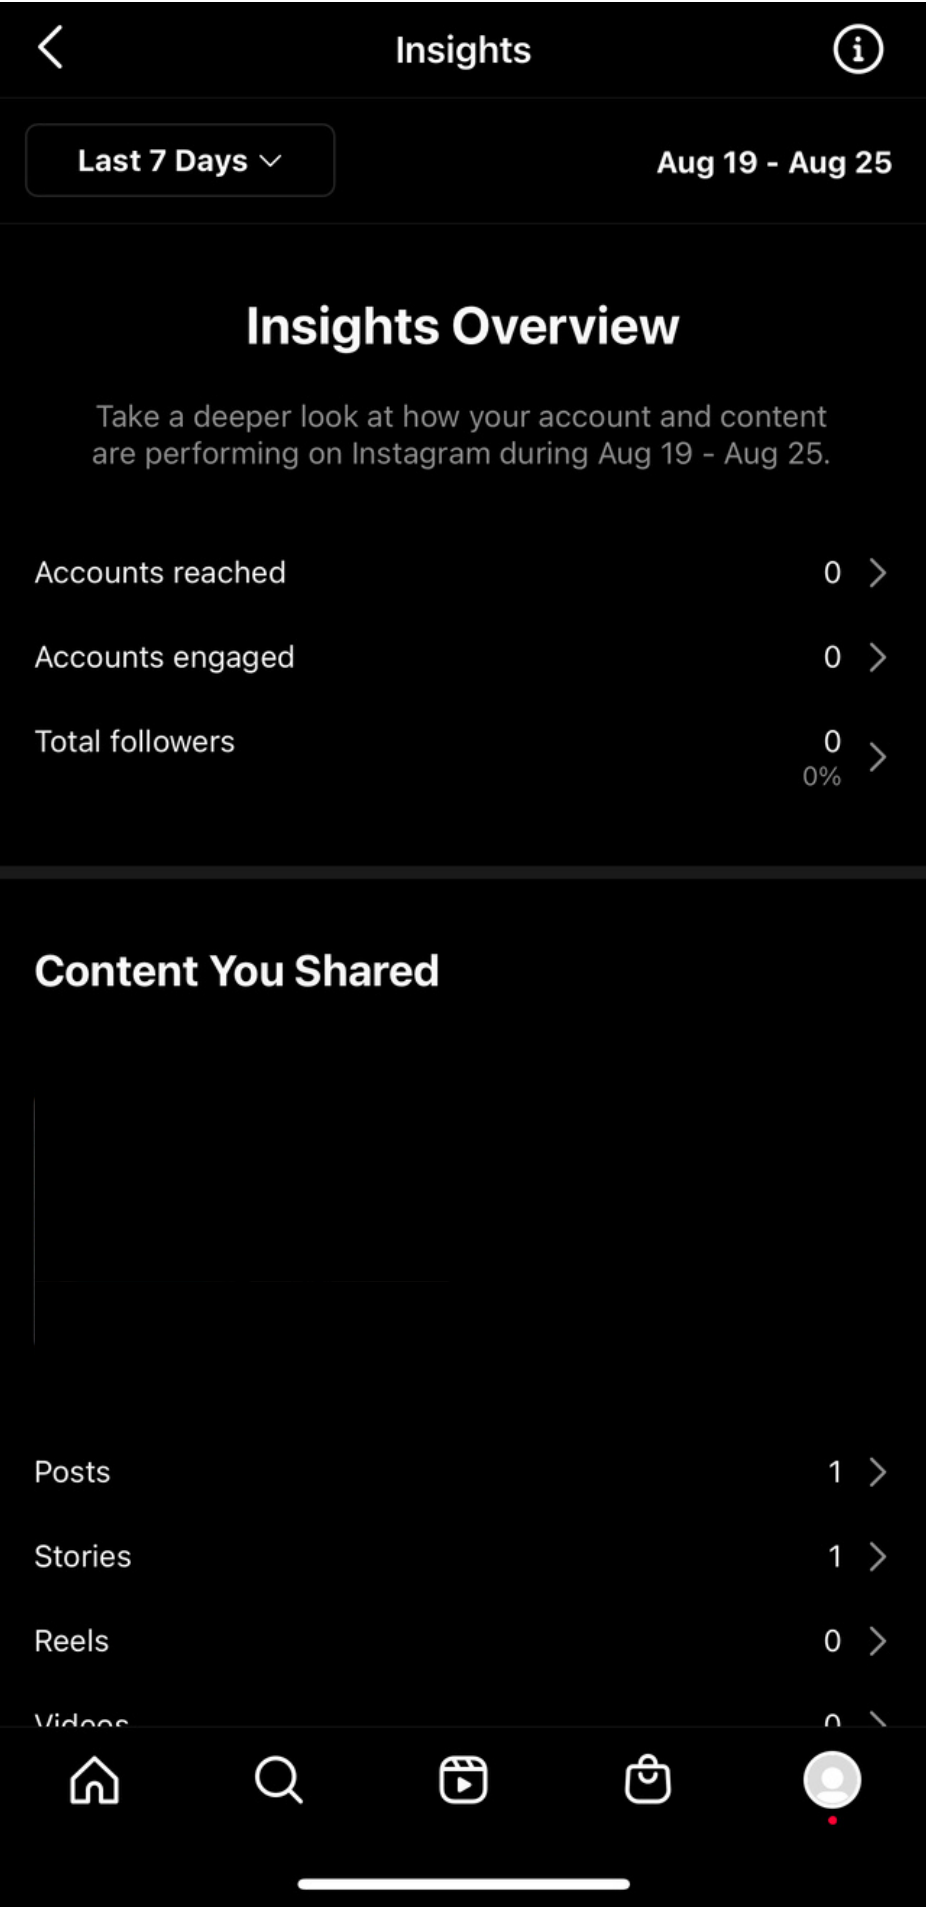 Insights
Last 7 Days
Aug 19 - Aug 25
Insights Overview
Take a deeper look at how your account and content
are performing on Instagram during Aug 19 - Aug 25.
Accounts reached 0
Accounts engaged 0
Total followers 0
0%
Content You Shared
Posts 1
Stories 1
Reels 0
Videos 0